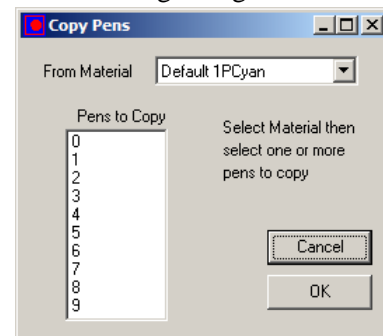 Copy Pens
From Material Default 1PCyan
Pens to Copy
0
1
2
3
4
5
6
7
8
9
Select Material then
select one or more
pens to copy
Cancel
OK